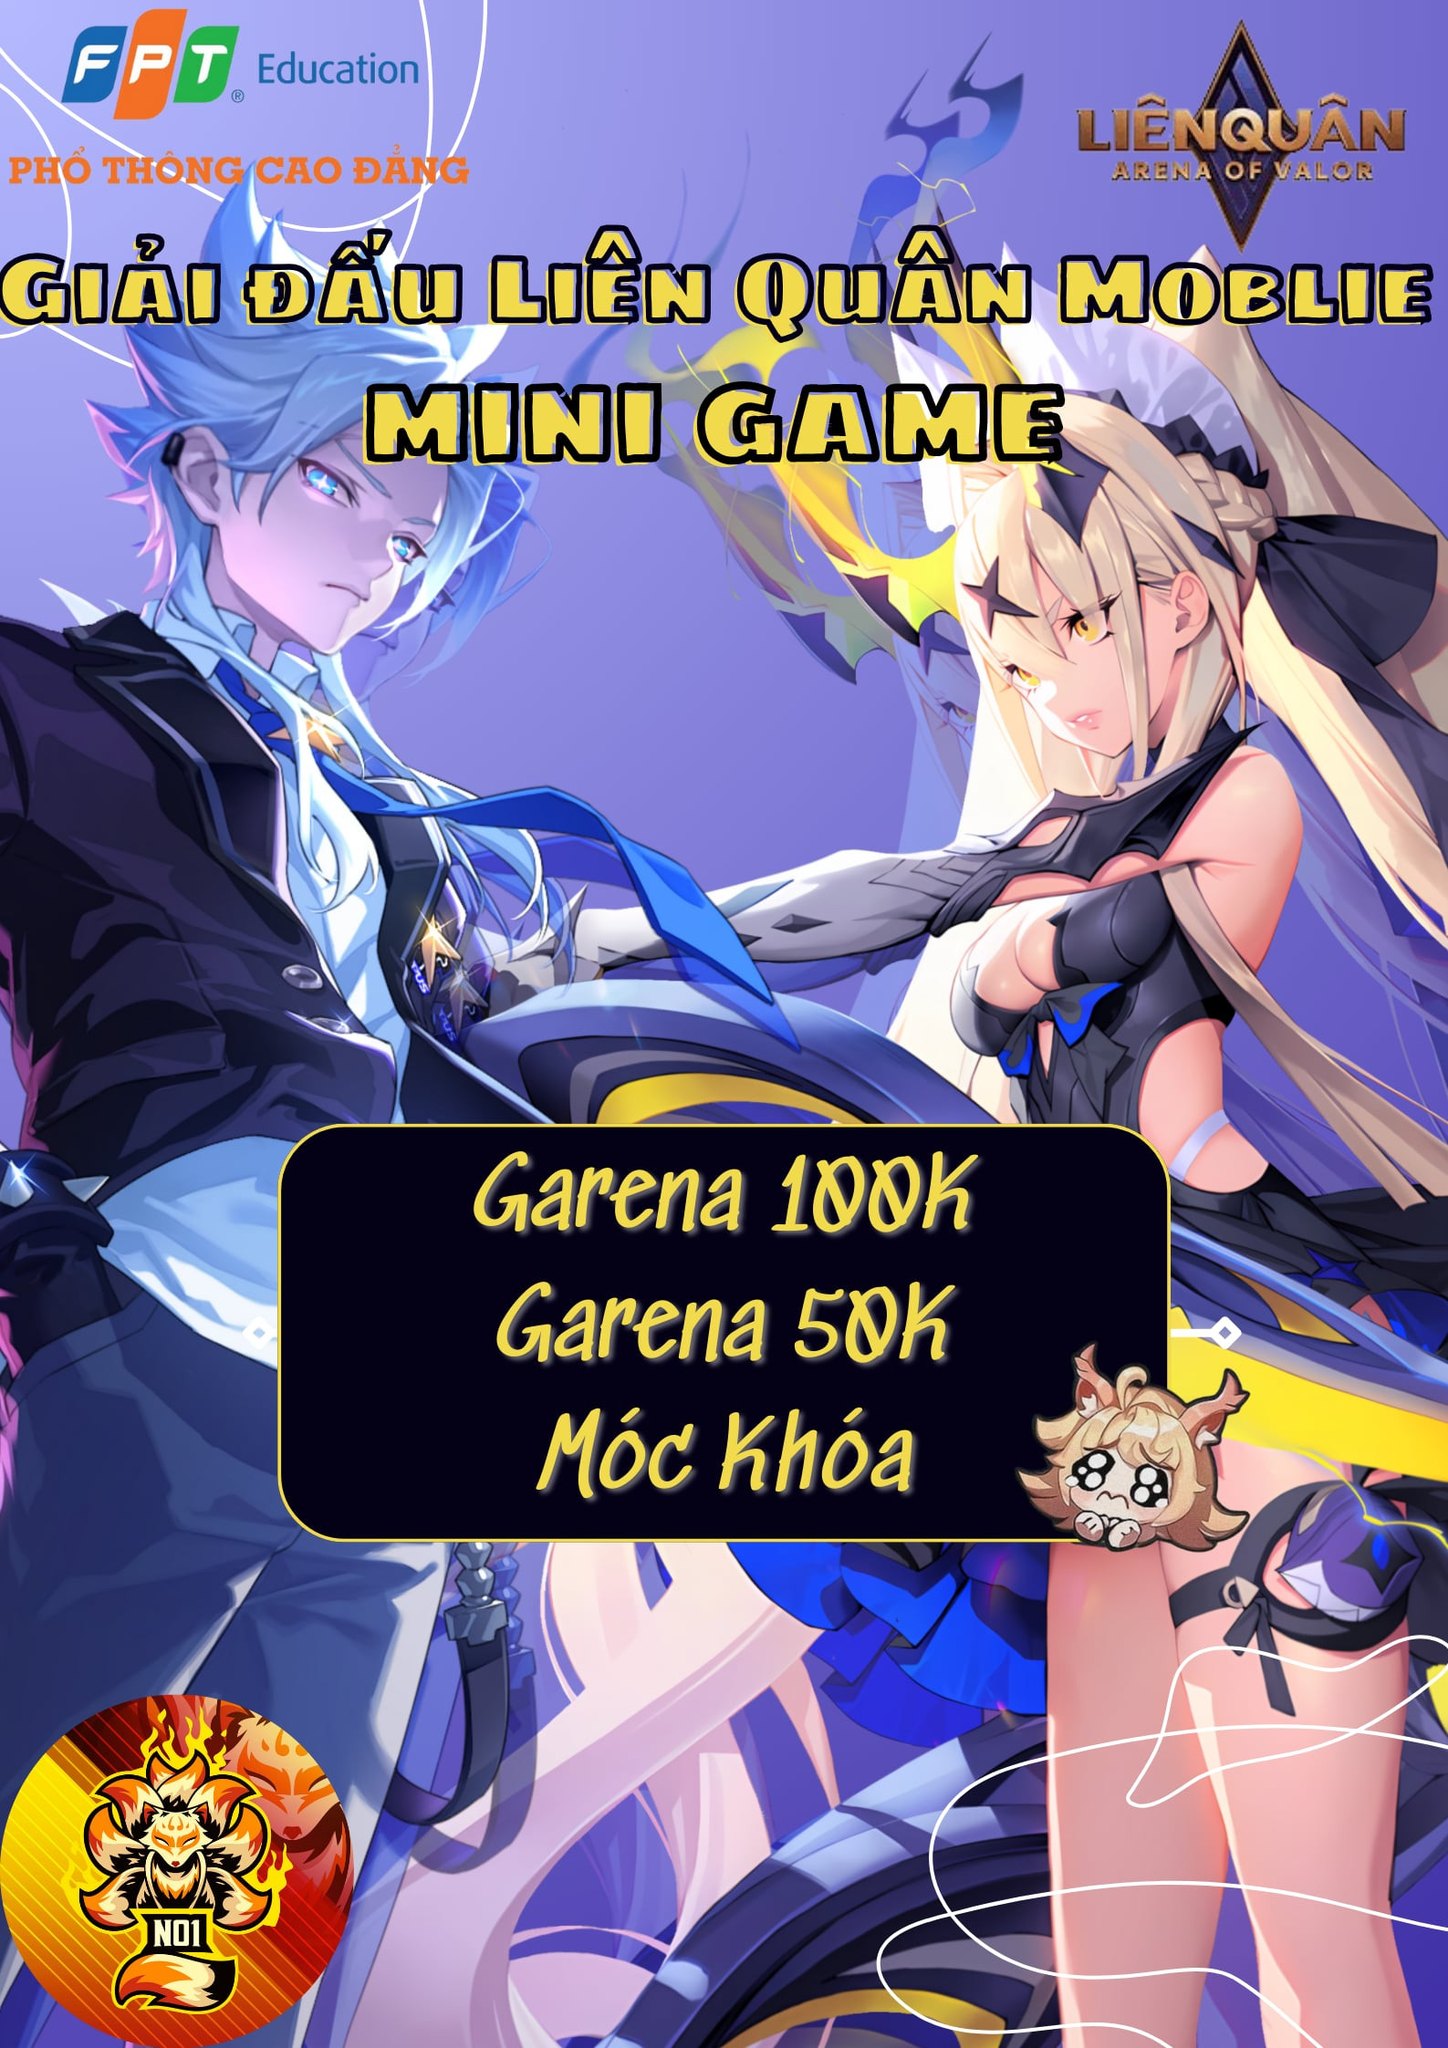 FPT Education
PHỔ THÔNG CAO ĐẲNG
LIÊNQUÂN
ARENA OF VALOR
GIẢI ĐẤU LIÊN QUÂN MOBLIE
MINI GAME
Garena 100K
Garena 50K
Móc Khóa
NO1